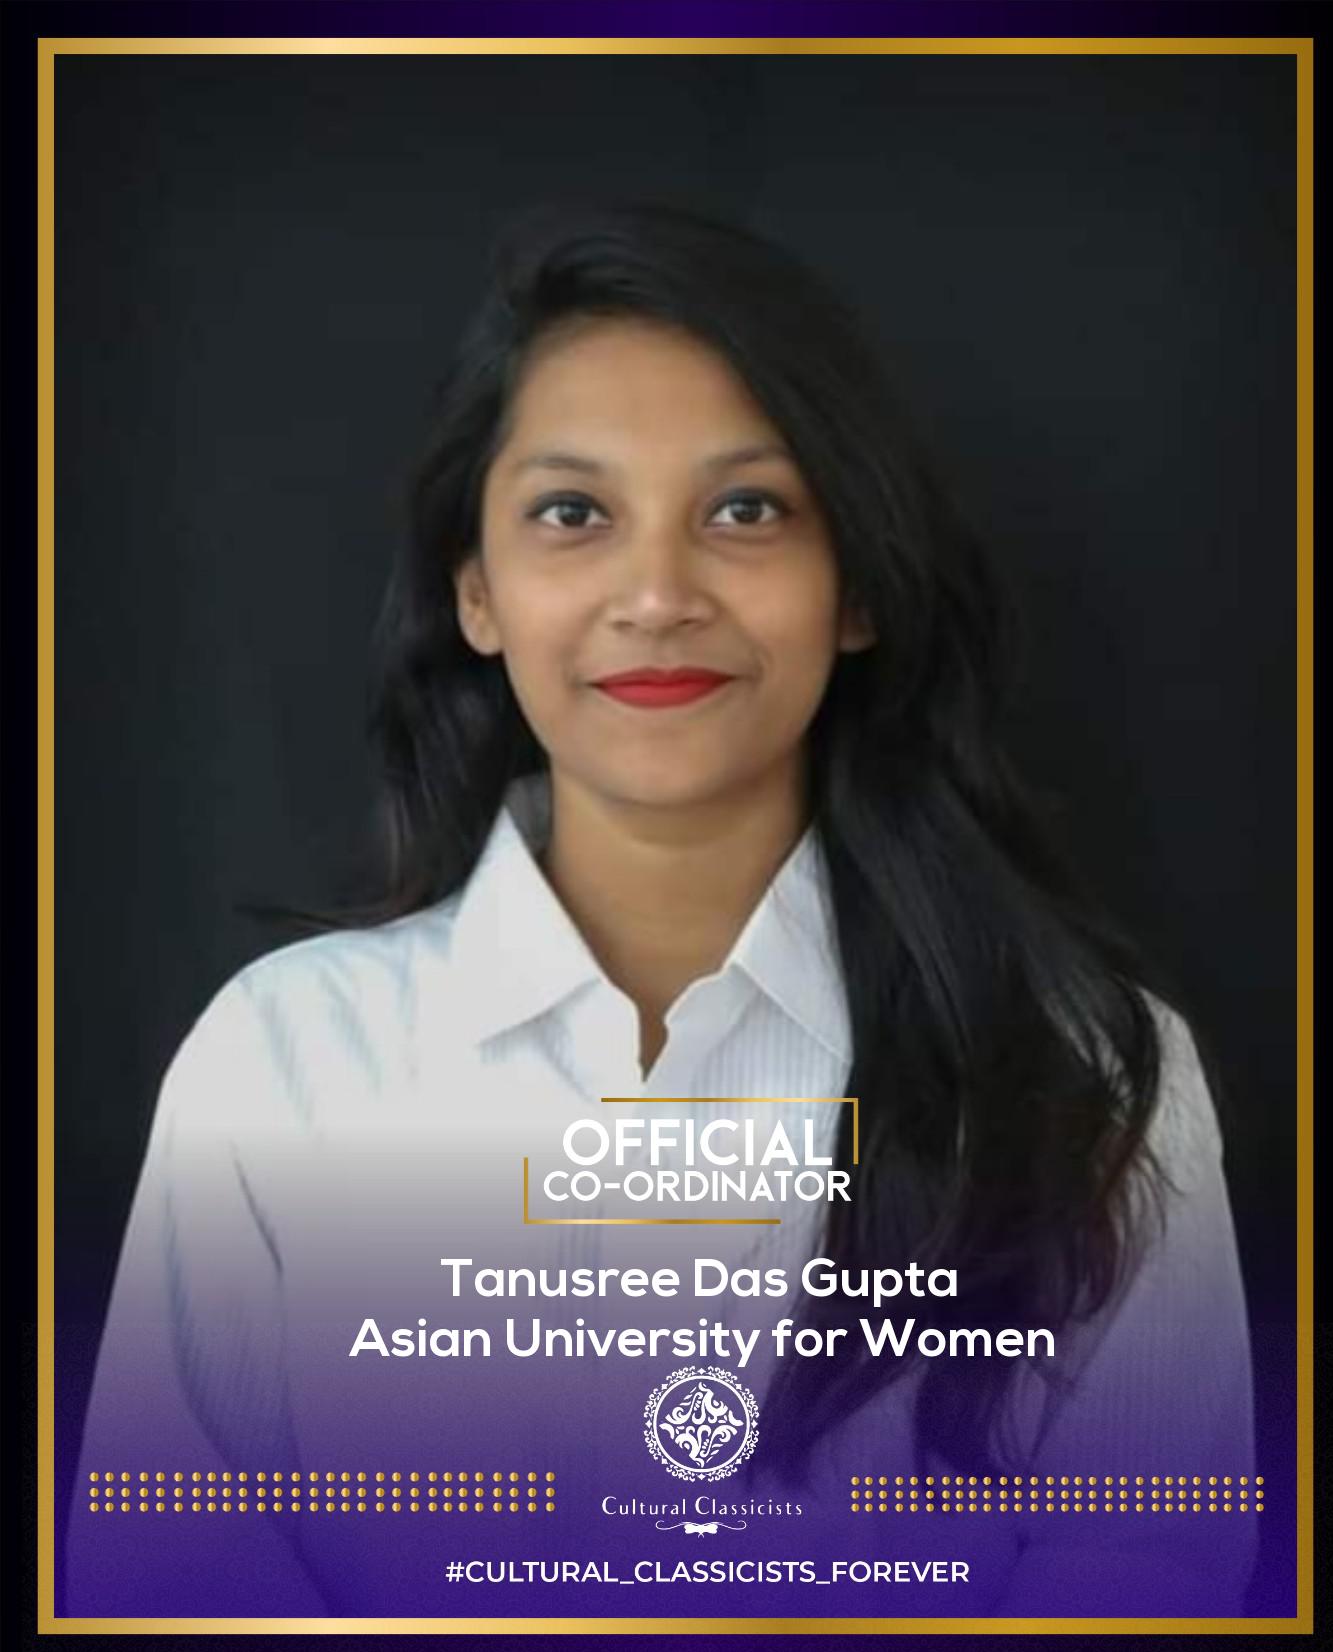 OFFICIAL
CO-ORDINATOR
Tanusree Das Gupta
Asian University for Women
Cultural Classicists
#CULTURAL_CLASSICISTS_FOREVER